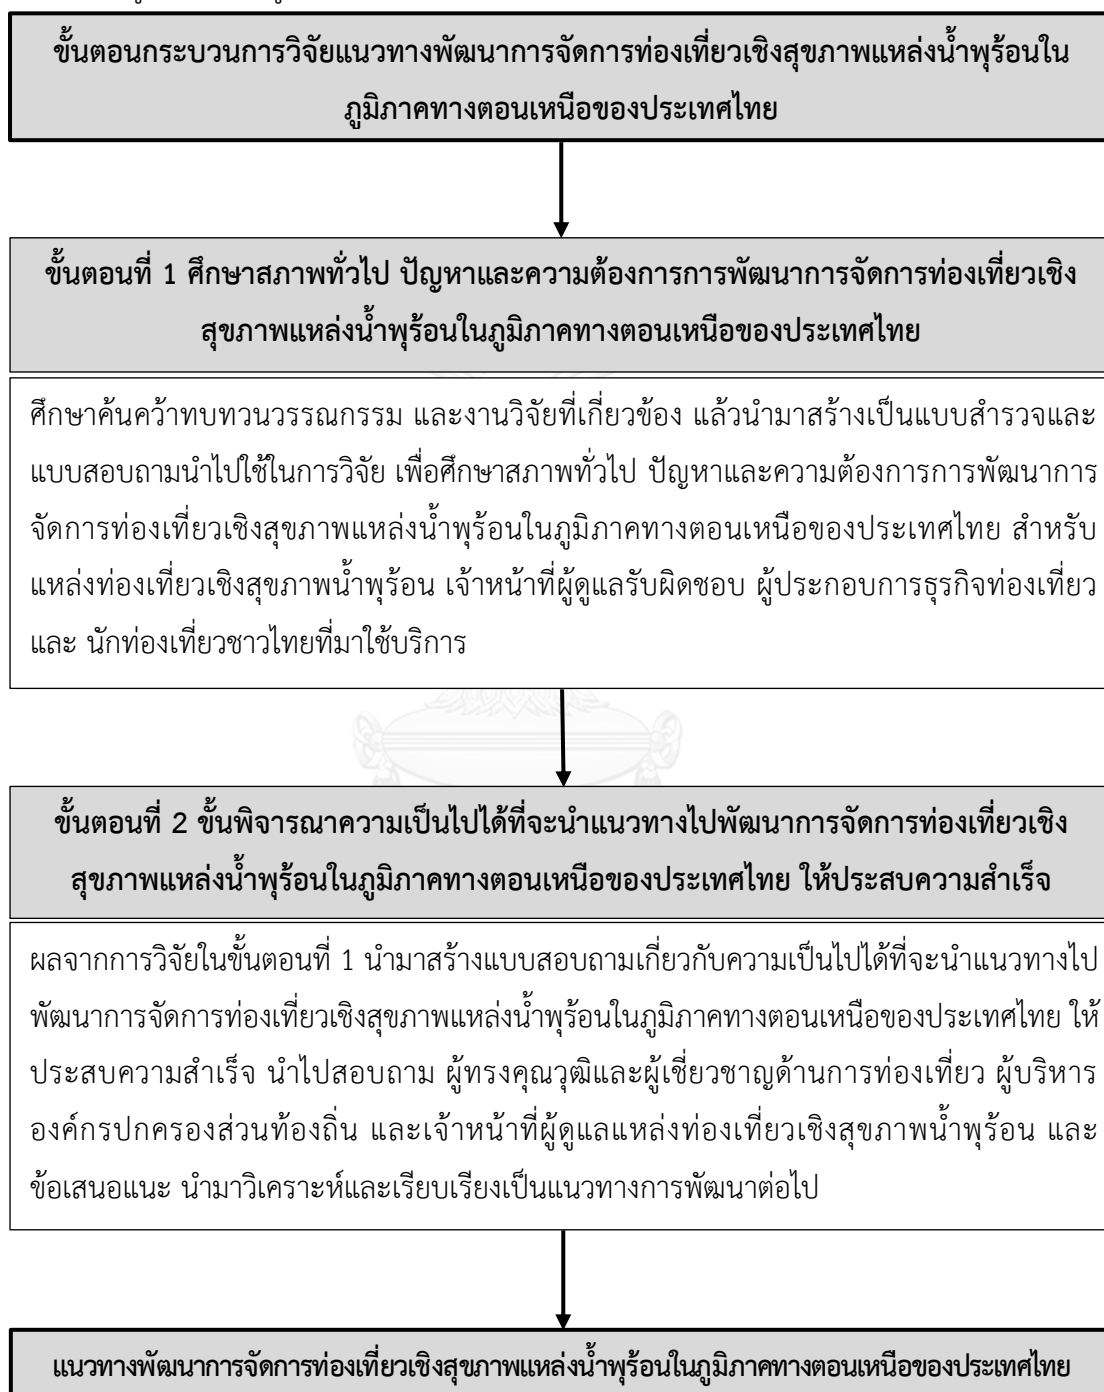 ขั้นตอนกระบวนการวิจัยแนวทางพัฒนาการจัดการท่องเที่ยวเชิงสุขภาพแหล่งน้ำพุร้อนใน
ภูมิภาคทางตอนเหนือของประเทศไทย
ขั้นตอนที่ 1 ศึกษาสภาพทั่วไป ปัญหาและความต้องการการพัฒนาการจัดการท่องเที่ยวเชิง
สุขภาพแหล่งน้ำพุร้อนในภูมิภาคทางตอนเหนือของประเทศไทย
ศึกษาค้นคว้าทบทวนวรรณกรรม และงานวิจัยที่เกี่ยวข้อง แล้วนำมาสร้างเป็นแบบสำรวจและ
แบบสอบถามนำไปใช้ในการวิจัย เพื่อศึกษาสภาพทั่วไป ปัญหาและความต้องการการพัฒนาการ
จัดการท่องเที่ยวเชิงสุขภาพแหล่งน้ำพุร้อนในภูมิภาคทางตอนเหนือของประเทศไทย สำหรับ
แหล่งท่องเที่ยวเชิงสุขภาพน้ำพุร้อน เจ้าหน้าที่ผู้ดูแลรับผิดชอบ ผู้ประกอบการธุรกิจท่องเที่ยว
และ นักท่องเที่ยวชาวไทยที่มาใช้บริการ
ขั้นตอนที่ 2 ขั้นพิจารณาความเป็นไปได้ที่จะนำแนวทางไปพัฒนาการจัดการท่องเที่ยวเชิง
สุขภาพแหล่งน้ำพุร้อนในภูมิภาคทางตอนเหนือของประเทศไทย ให้ประสบความสำเร็จ
ผลจากการวิจัยในขั้นตอนที่ 1 นำมาสร้างแบบสอบถามเกี่ยวกับความเป็นไปได้ที่จะนำแนวทางไป
พัฒนาการจัดการท่องเที่ยวเชิงสุขภาพแหล่งน้ำพุร้อนในภูมิภาคทางตอนเหนือของประเทศไทย ให้
ประสบความสำเร็จ นำไปสอบถาม ผู้ทรงคุณวุฒิและผู้เชี่ยวชาญด้านการท่องเที่ยว ผู้บริหาร
องค์กรปกครองส่วนท้องถิ่น และเจ้าหน้าที่ผู้ดูแลแหล่งท่องเที่ยวเชิงสุขภาพน้ำพุร้อน และ
ข้อเสนอแนะ นำมาวิเคราะห์และเรียบเรียงเป็นแนวทางการพัฒนาต่อไป
แนวทางพัฒนาการจัดการท่องเที่ยวเชิงสุขภาพแหล่งน้ำพุร้อนในภูมิภาคทางตอนเหนือของประเทศไทย